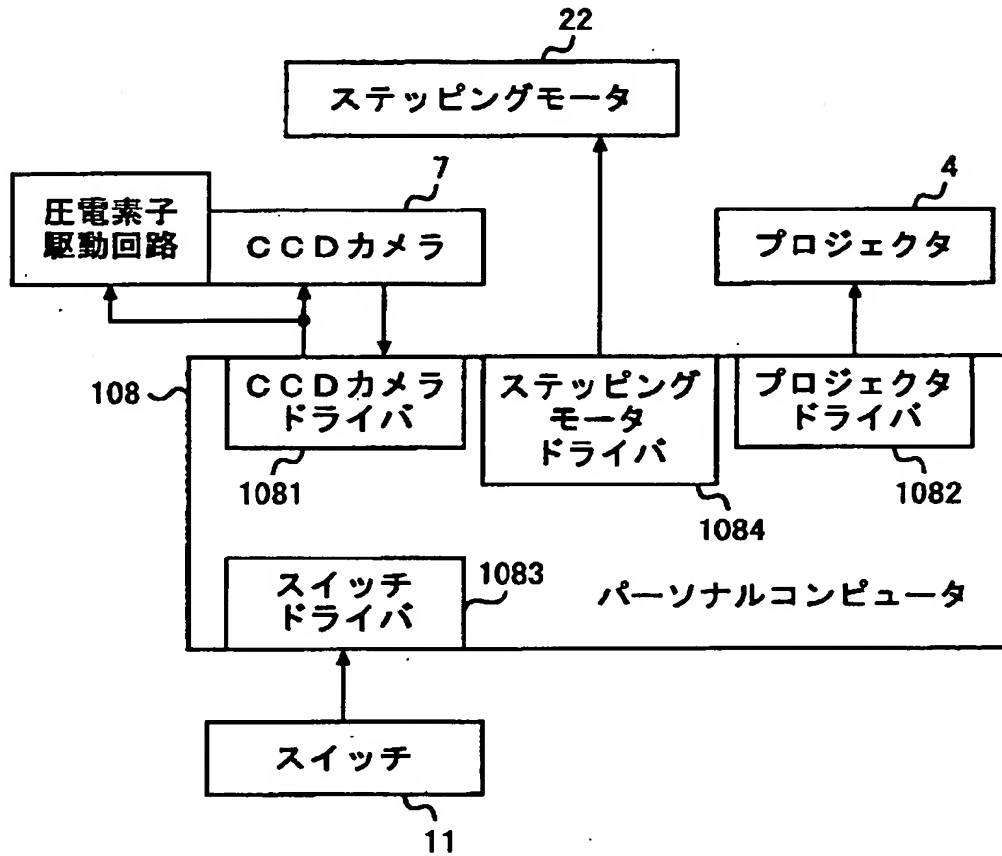 22
ステッピングモータ
7
4
圧電素子
駆動回路
CCDカメラ
プロジェクタ
108
CCDカメラ
ドライバ
ステッピング
モータ
ドライバ
プロジェクタ
ドライバ
1081
1084
1082
スイッチ
ドライバ
1083
パーソナルコンピュータ
スイッチ
11